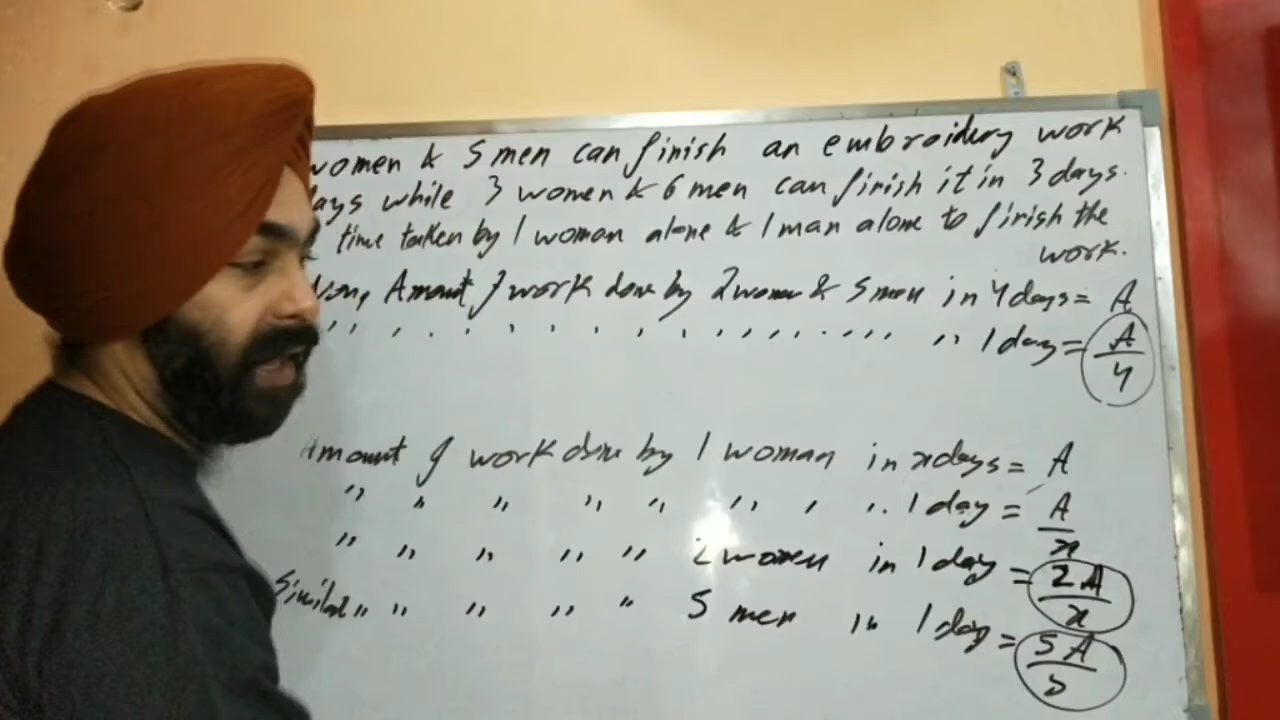 women & 5 men can finish an embroidery work
ays while 3 women & 6 men can finish it in 3 days.
time taken by 1 woman alone & 1 man alone to finish the
work.
Amount of work done by 2 women & 5 men in 4 days = A
" " 1 day = A/4
Amount of work done by 1 woman in x days = A
" " " " " " " " 1 day = A/x
" " " " " 2 women in 1 day = 2A/x
Similarl " " " " " 5 men in 1 day = 5A/